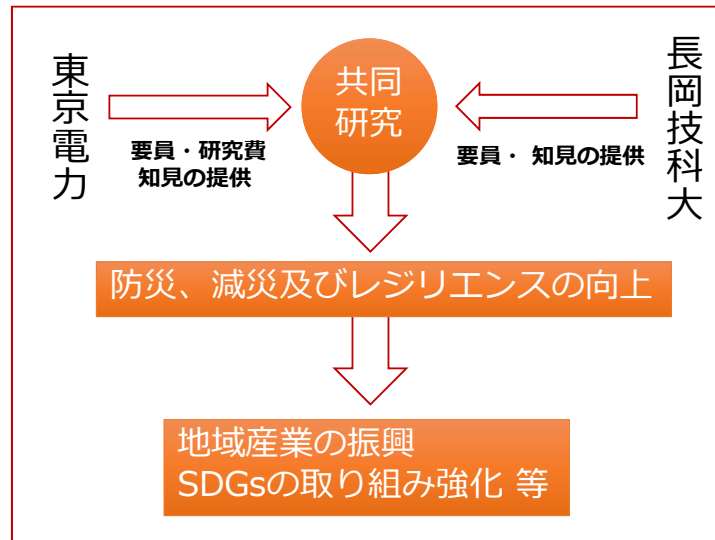 東京電力
共同
研究
長岡技科大
要員・研究費
知見の提供
要員・ 知見の提供
防災、減災及びレジリエンスの向上
地域産業の振興
SDGsの取り組み強化 等